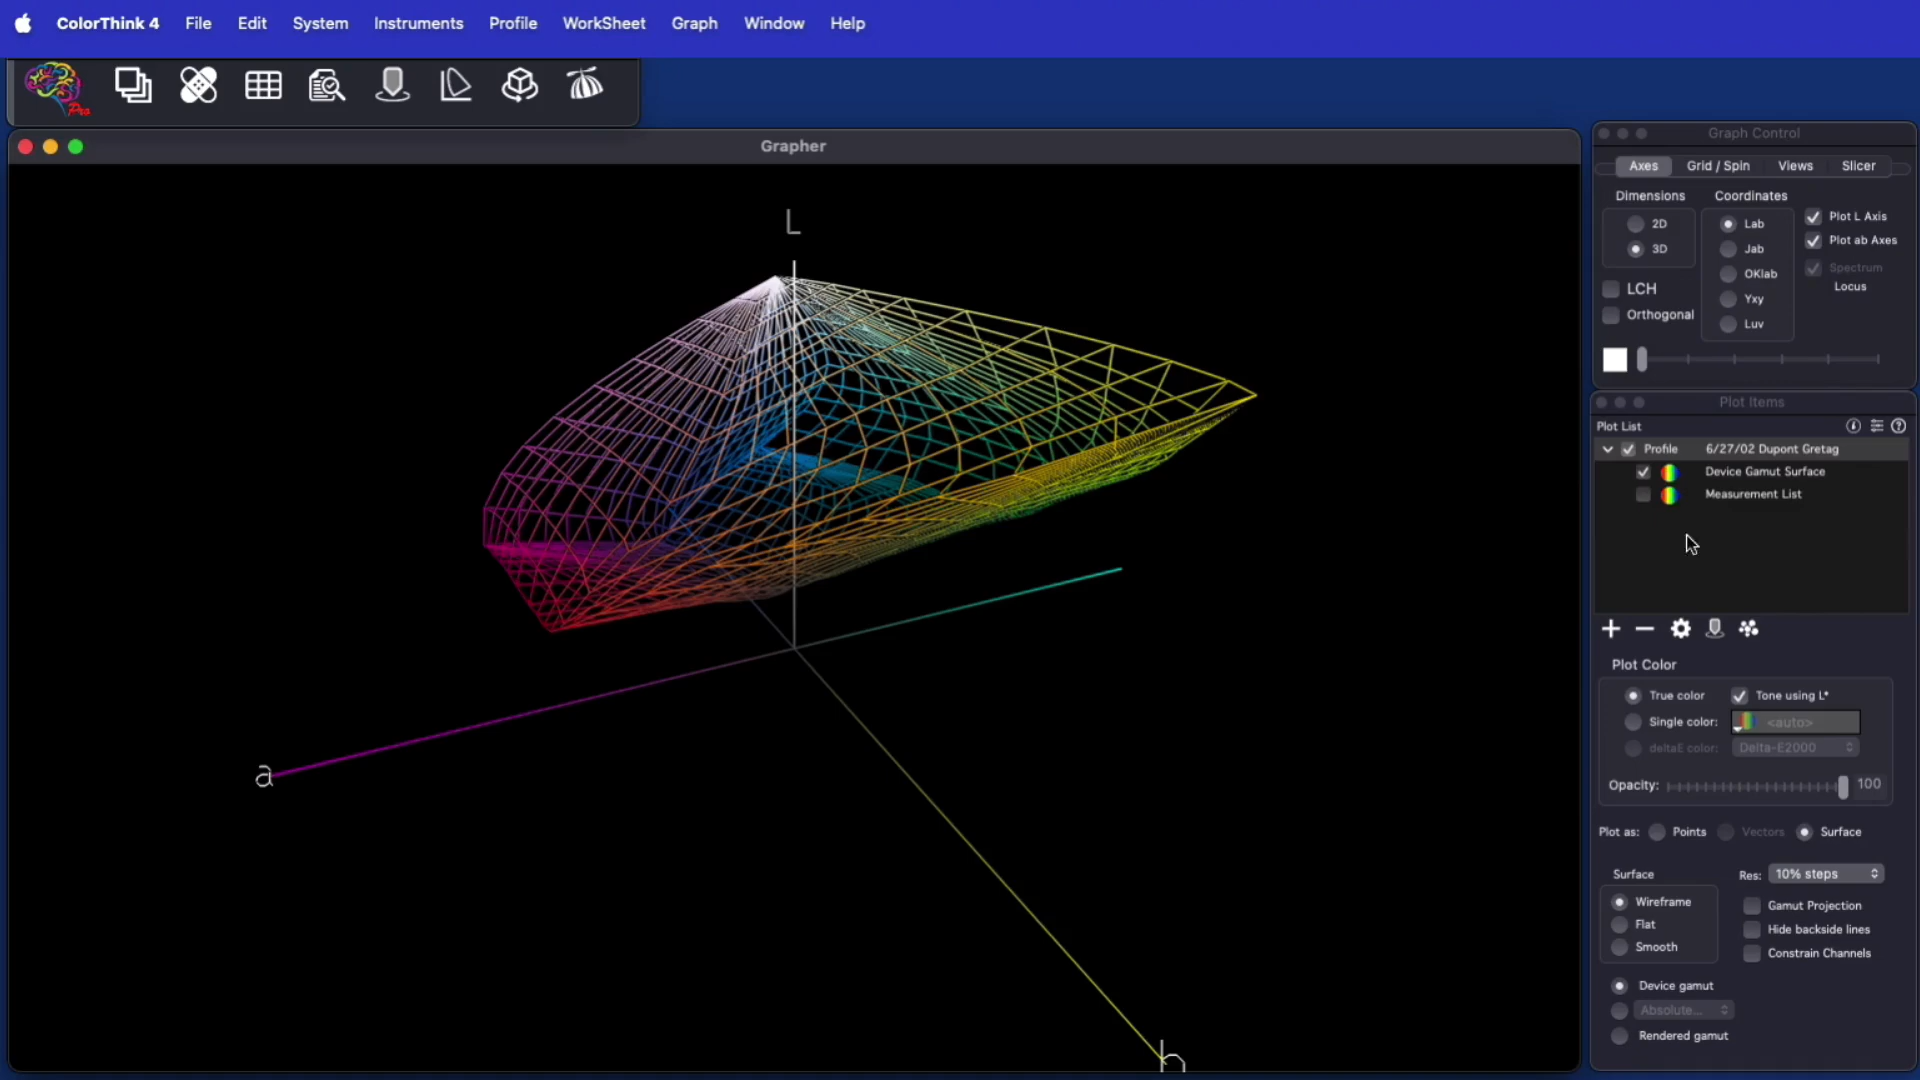 ColorThink 4 File Edit System Instruments Profile WorkSheet Graph Window Help
Pro
Grapher
L
a
b
Graph Control
Axes Grid / Spin Views Slicer
Dimensions Coordinates
2D Lab Plot L Axis
3D Jab Plot ab Axes
OKlab Spectrum
LCH Yxy Locus
Orthogonal Luv
Plot Items
Plot List
Profile 6/27/02 Dupont Gretag
Device Gamut Surface
Measurement List
Plot Color
True color Tone using L*
Single color: <auto>
deltaE color: Delta-E2000
Opacity: 100
Plot as: Points Vectors Surface
Surface Res: 10% steps
Wireframe Gamut Projection
Flat Hide backside lines
Smooth Constrain Channels
Device gamut
Absolute...
Rendered gamut